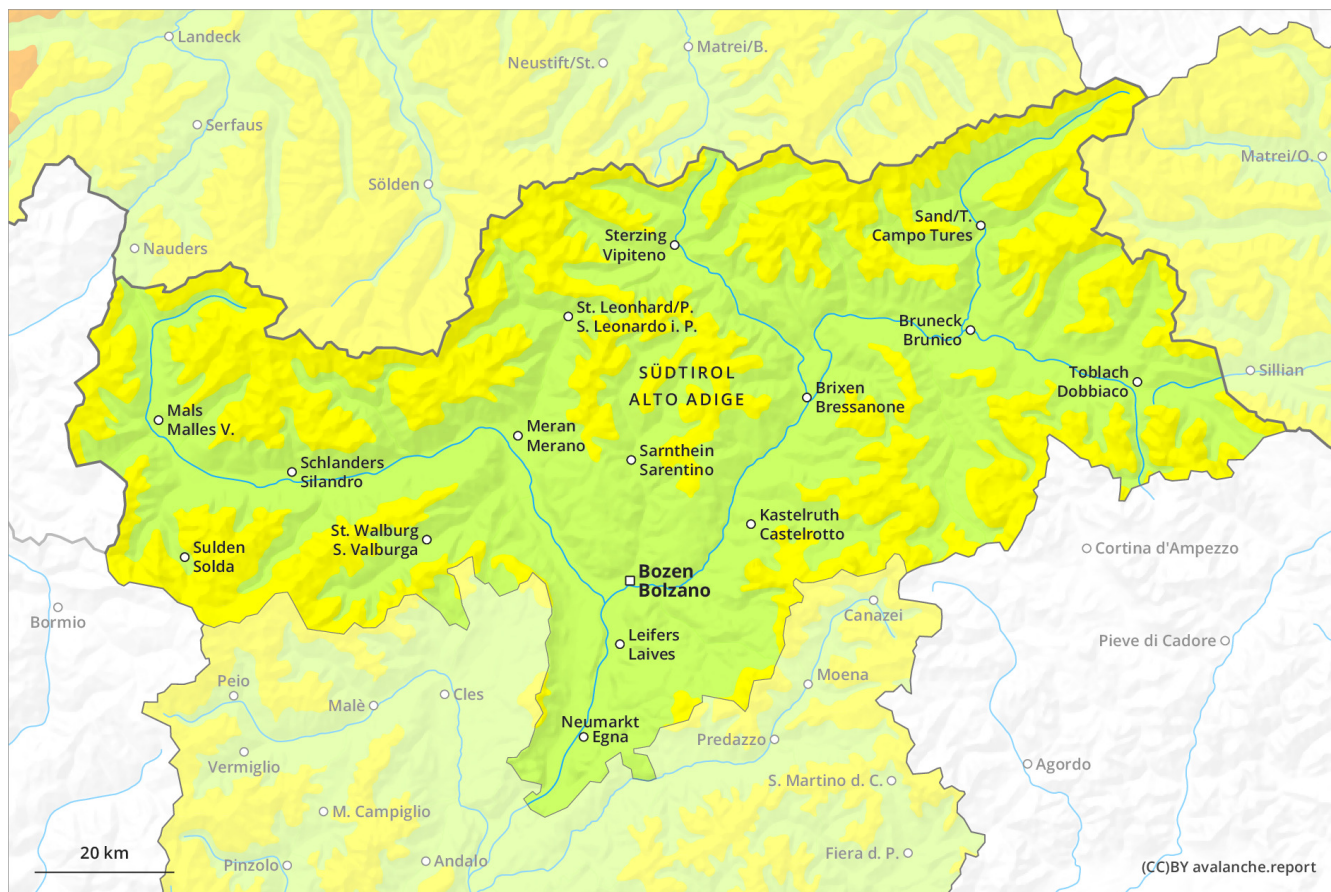 Landeck
Matrei/B.
Neustift/St.
Serfaus
Matrei/O.
Sölden
Sand/T.
Campo Tures
Sterzing
Vipiteno
Nauders
St. Leonhard/P.
S. Leonardo i. P.
Bruneck
Brunico
SÜDTIROL
ALTO ADIGE
Toblach
Dobbiaco
Sillian
Brixen
Bressanone
Mals
Malles V.
Meran
Merano
Sarnthein
Sarentino
Schlanders
Silandro
Kastelruth
Castelrotto
St. Walburg
S. Valburga
Sulden
Solda
Cortina d'Ampezzo
Bozen
Bolzano
Bormio
Canazei
Leifers
Laives
Pieve di Cadore
Peio
Moena
Cles
Malè
Neumarkt
Egna
Predazzo
Vermiglio
Agordo
S. Martino d. C.
M. Campiglio
20 km
Pinzolo
Andalo
Fiera d. P.
(CC)BY avalanche.report